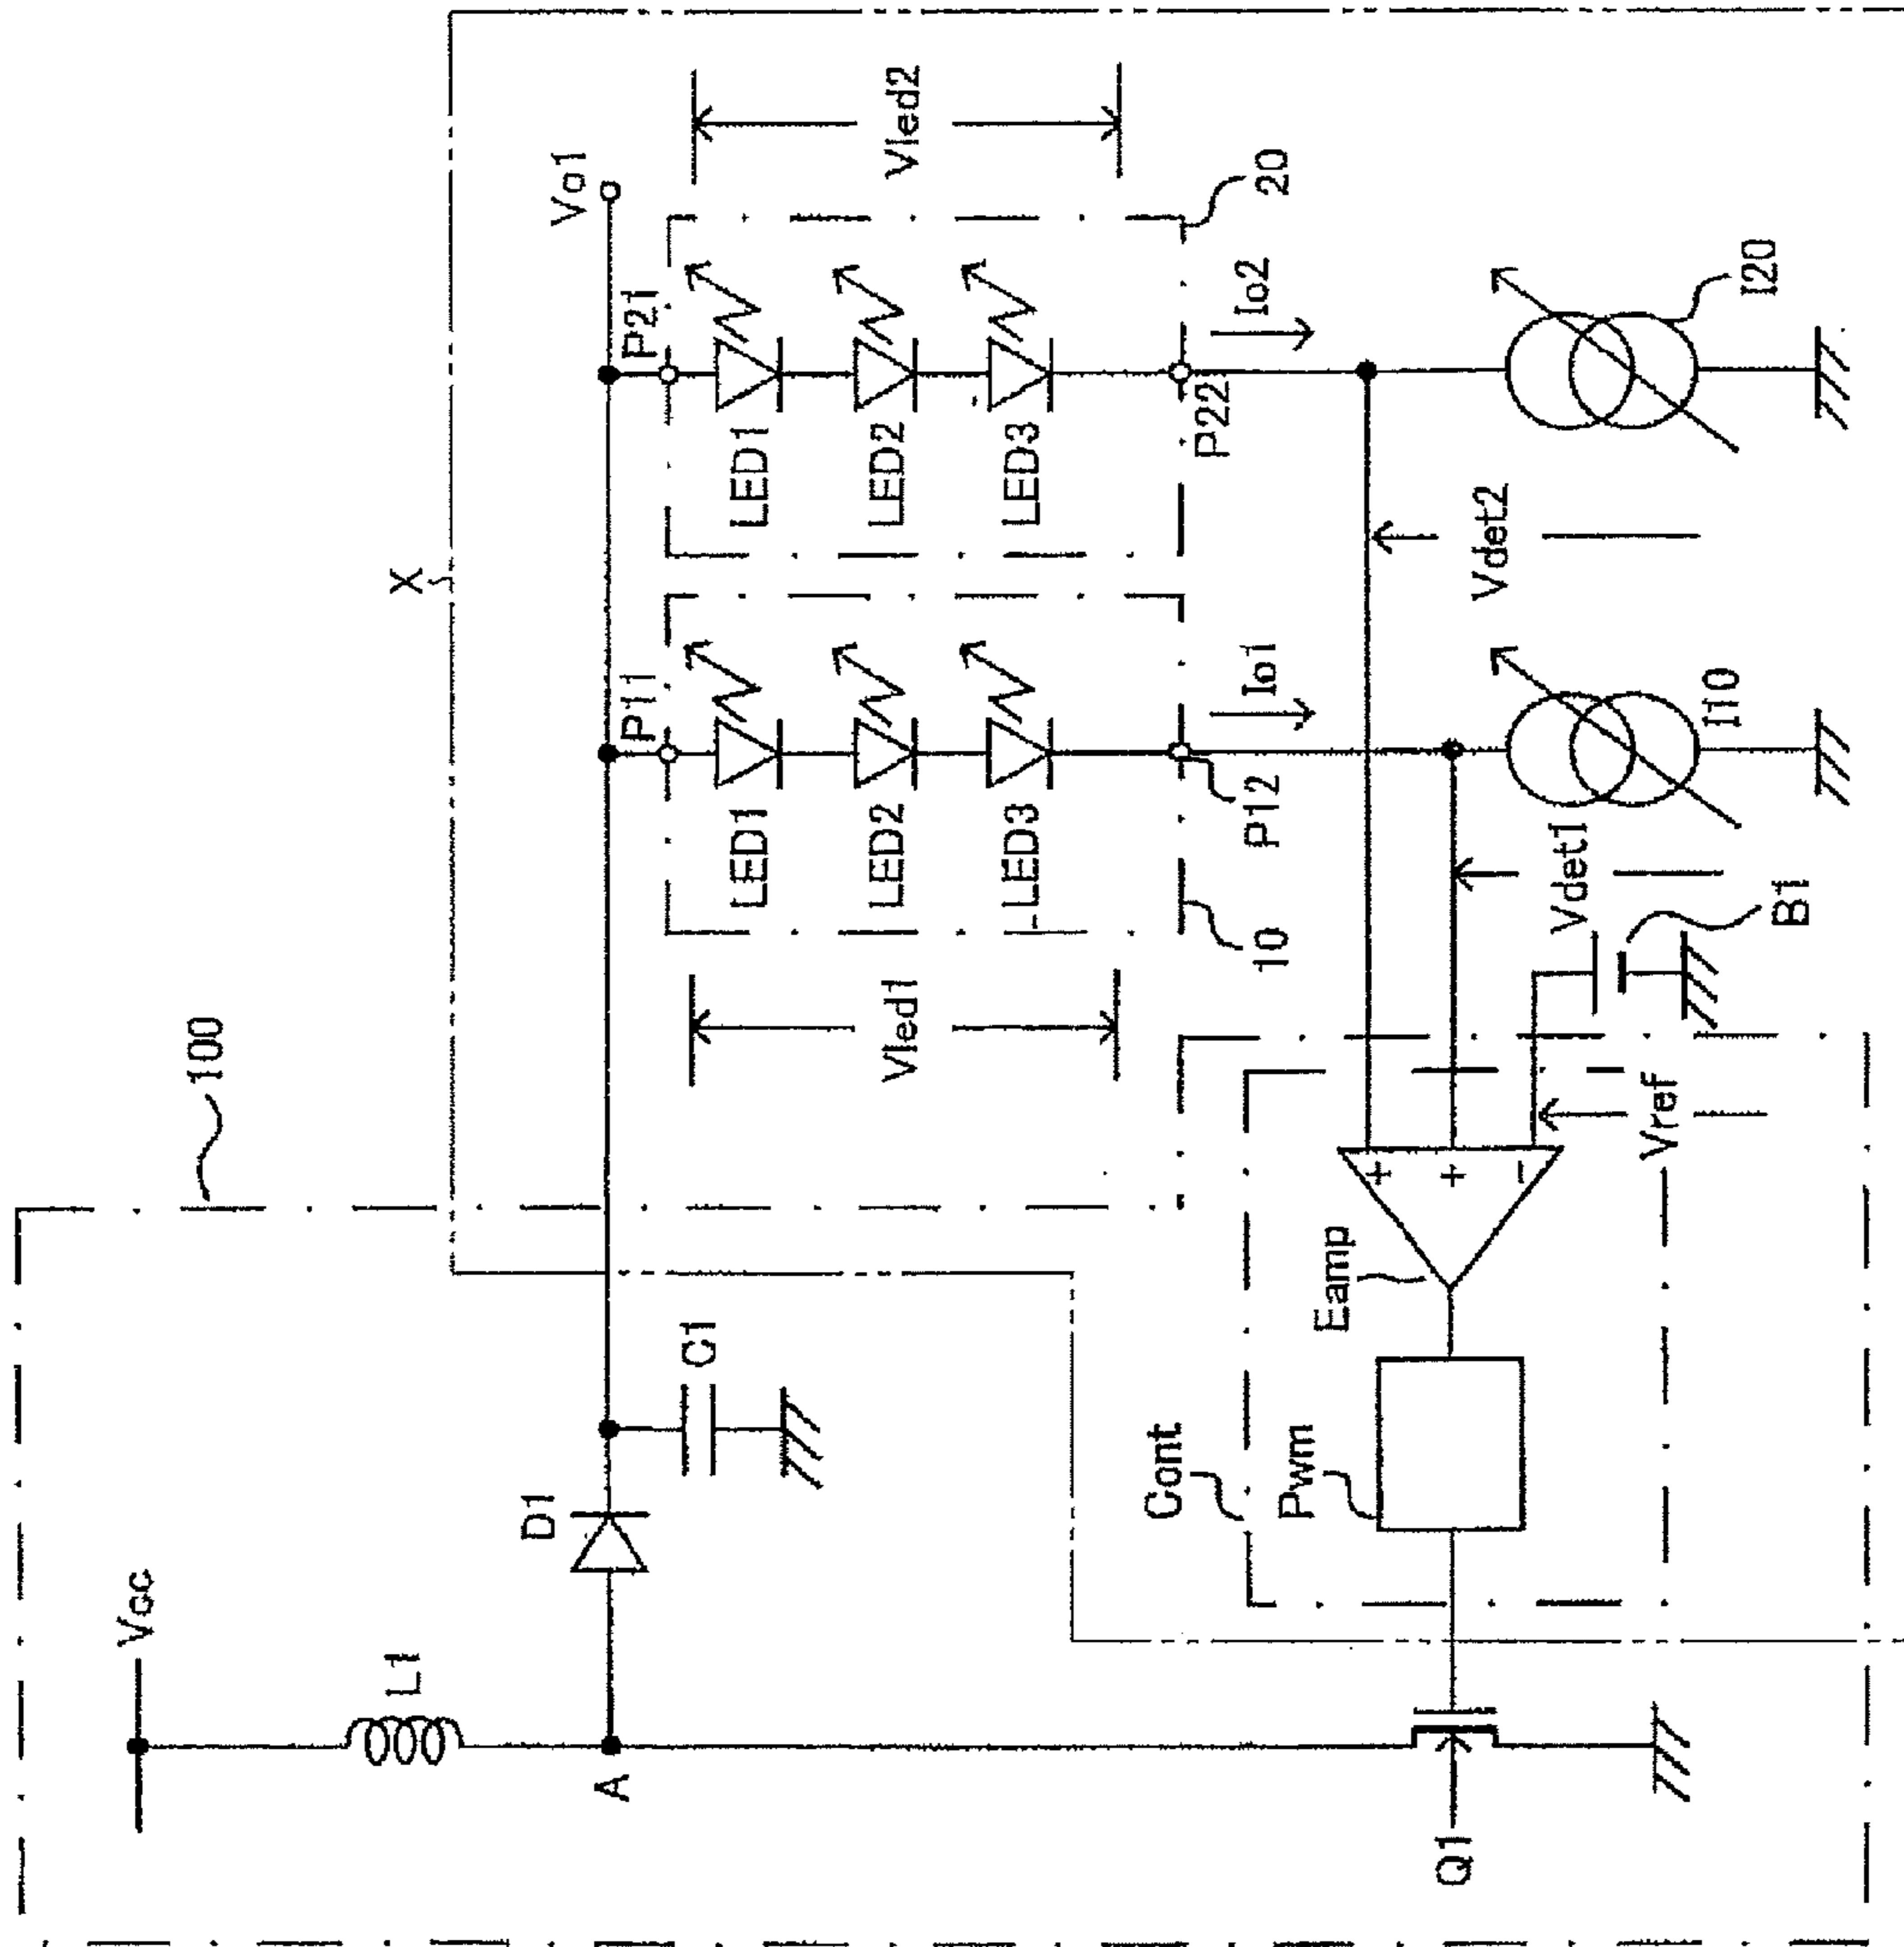 100
X
Vcc
L1
A
D1
C1
Vo1
P11
P21
LED1
LED2
LED3
LED1
LED2
LED3
Vled1
Vled2
10
20
P12
P22
Io1
Io2
Cont
Pwm
Eamp
+
+
-
Vref
Vdet1
Vdet2
B1
I10
I20
Q1